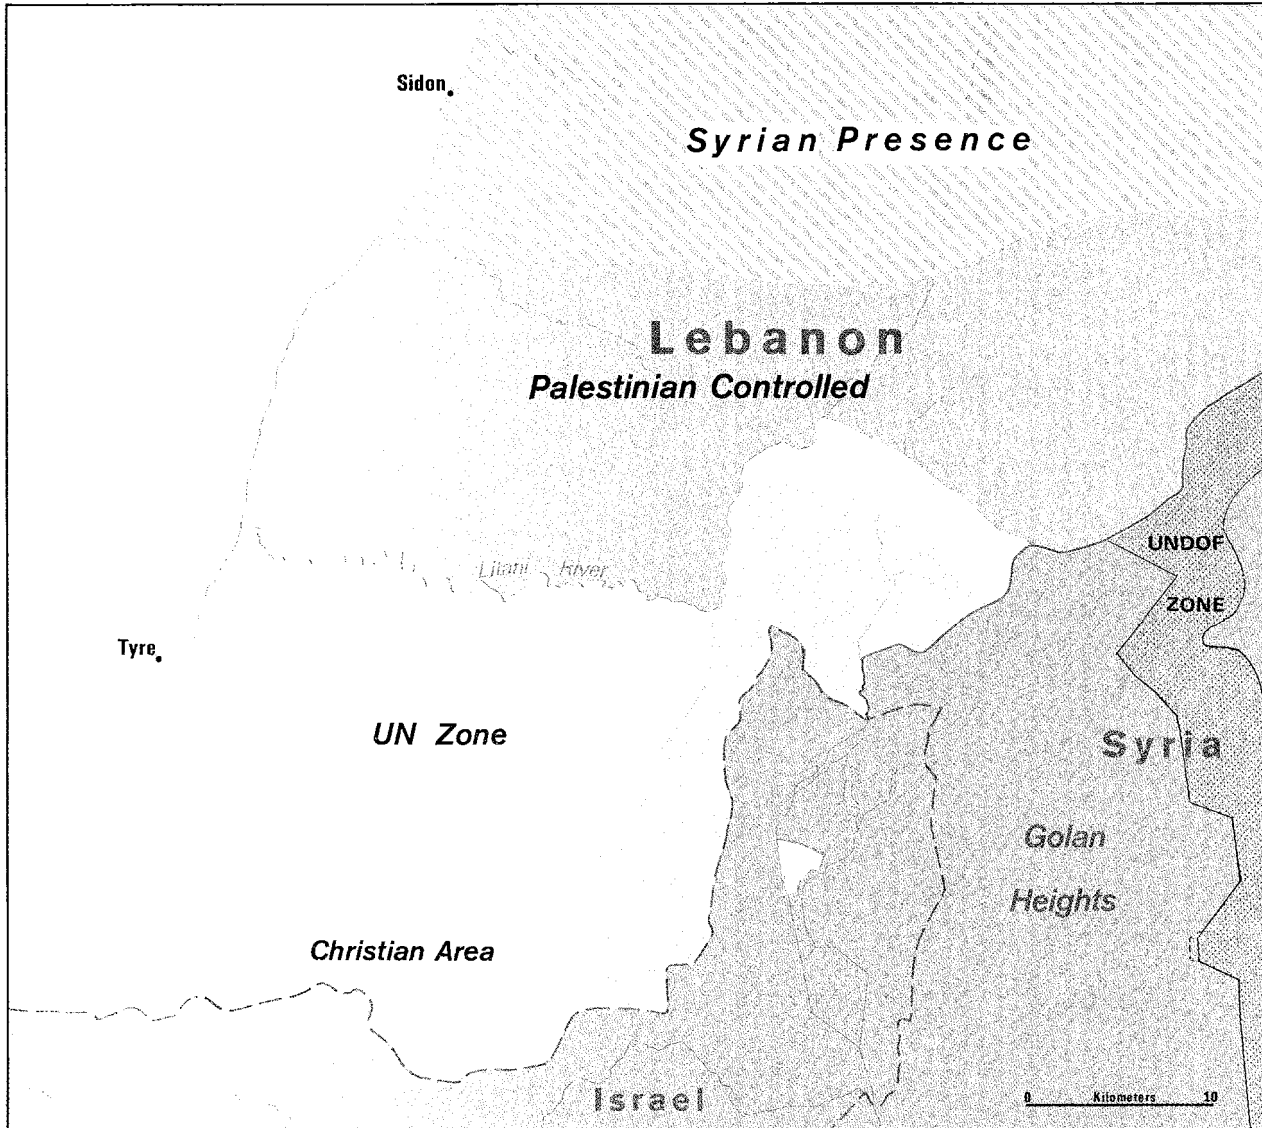 Sidon
Syrian Presence
Lebanon
Palestinian Controlled
UNDOF
ZONE
Litani River
Tyre
UN Zone
Syria
Golan
Heights
Christian Area
Israel
0 Kilometers 10